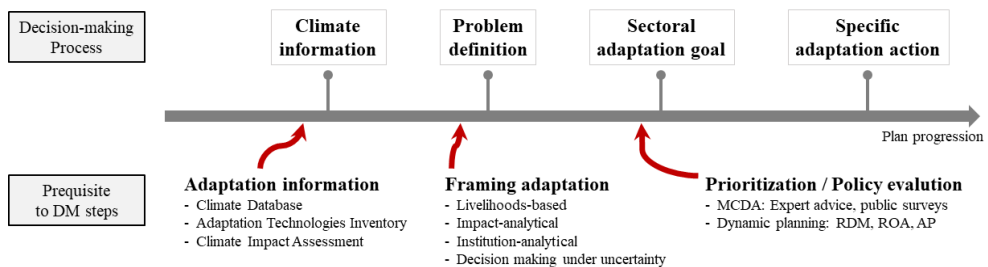 Decision-making
Process
Climate
information
Problem
definition
Sectoral
adaptation goal
Specific
adaptation action
Plan progression
Prequisite
to DM steps
Adaptation information
- Climate Database
- Adaptation Technologies Inventory
- Climate Impact Assessment
Framing adaptation
- Livelihoods-based
- Impact-analytical
- Institution-analytical
- Decision making under uncertainty
Prioritization / Policy evalution
- MCDA: Expert advice, public surveys
- Dynamic planning: RDM, ROA, AP